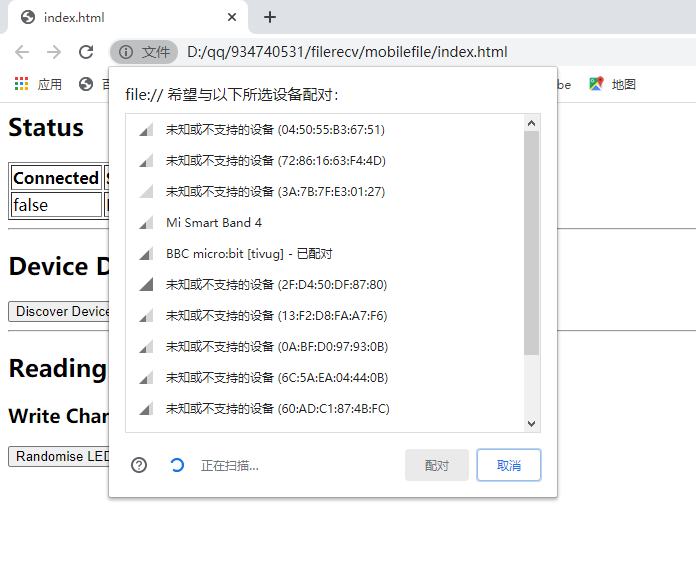 index.html
文件 D:/qq/934740531/filerecv/mobilefile/index.html
应用
地图
file:// 希望与以下所选设备配对：
未知或不支持的设备 (04:50:55:B3:67:51)
未知或不支持的设备 (72:86:16:63:F4:4D)
未知或不支持的设备 (3A:7B:7F:E3:01:27)
Mi Smart Band 4
BBC micro:bit [tivug] - 已配对
未知或不支持的设备 (2F:D4:50:DF:87:80)
未知或不支持的设备 (13:F2:D8:FA:A7:F6)
未知或不支持的设备 (0A:BF:D0:97:93:0B)
未知或不支持的设备 (6C:5A:EA:04:44:0B)
未知或不支持的设备 (60:AD:C1:87:4B:FC)
正在扫描...
配对
取消
Status
Connected
false
Device D
Discover Device
Reading
Write Char
Randomise LED